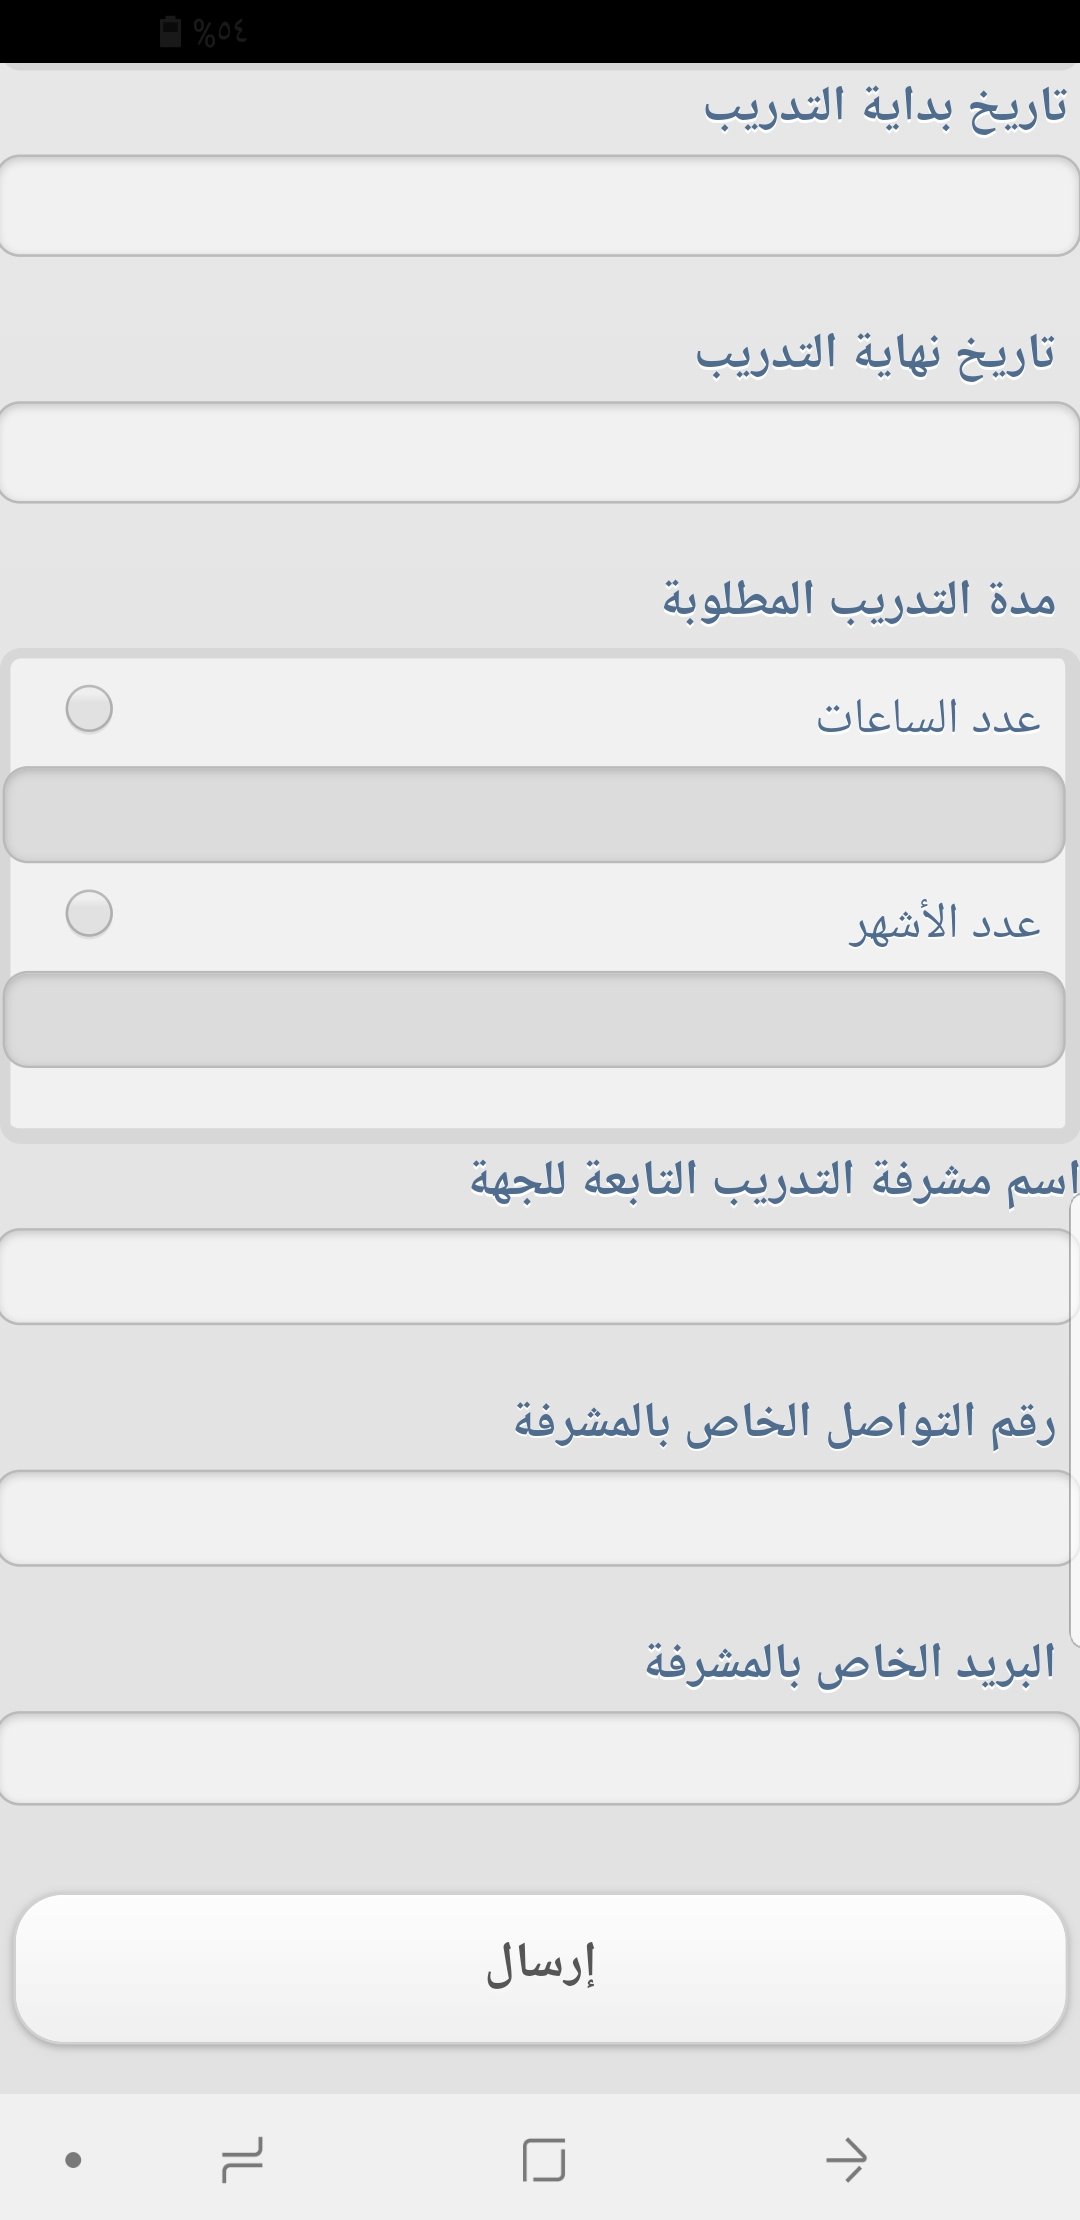 %٥٤
تاريخ بداية التدريب
تاريخ نهاية التدريب
مدة التدريب المطلوبة
عدد الساعات
عدد الأشهر
اسم مشرفة التدريب التابعة للجهة
رقم التواصل الخاص بالمشرفة
البريد الخاص بالمشرفة
إرسال